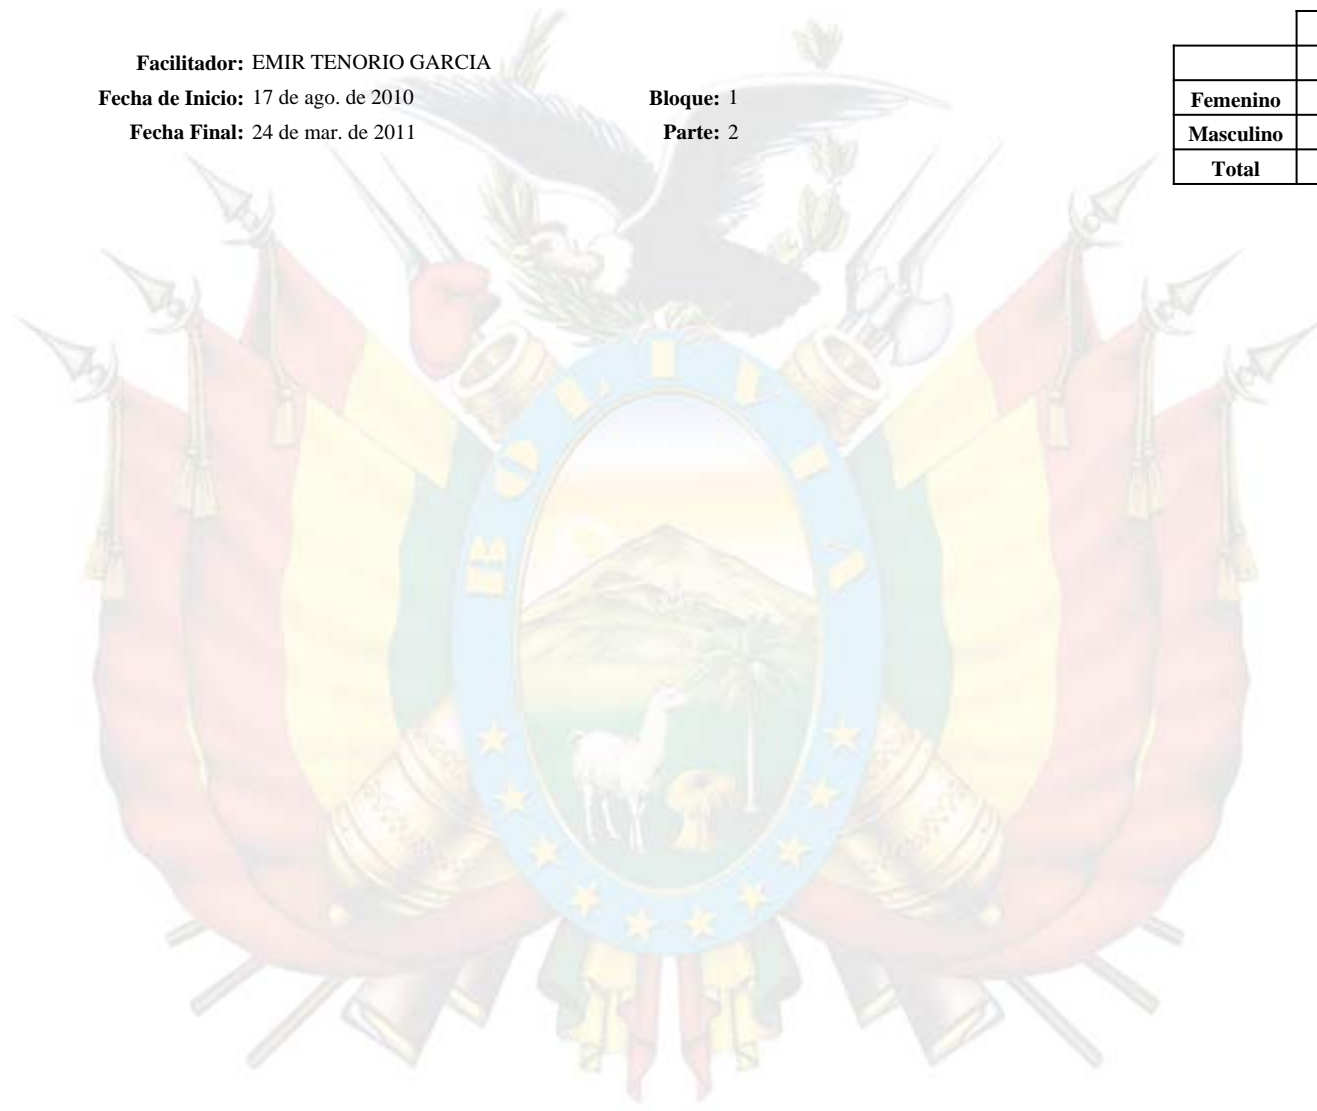 Facilitador: EMIR TENORIO GARCIA
Fecha de Inicio: 17 de ago. de 2010
Bloque: 1
Fecha Final: 24 de mar. de 2011
Parte: 2
Femenino
Masculino
Total
BOLIVIA